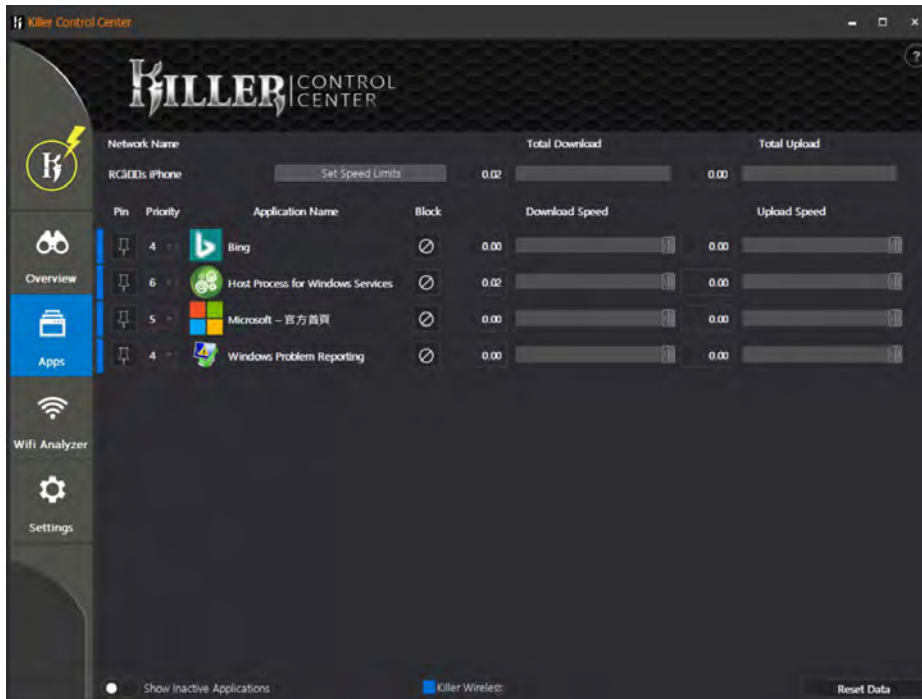 Killer Control Center
?
KILLER CONTROL CENTER
Network Name Total Download Total Upload
RCâ□□s iPhone Set Speed Limits 0.02 0.00
Pin Priority Application Name Block Download Speed Upload Speed
4 Bing 0.00 0.00
6 Host Process for Windows Services 0.02 0.00
5 Microsoft – 官方首頁 0.00 0.00
4 Windows Problem Reporting 0.00 0.00
Overview
Apps
Wifi Analyzer
Settings
Show Inactive Applications Killer Wireless: Reset Data